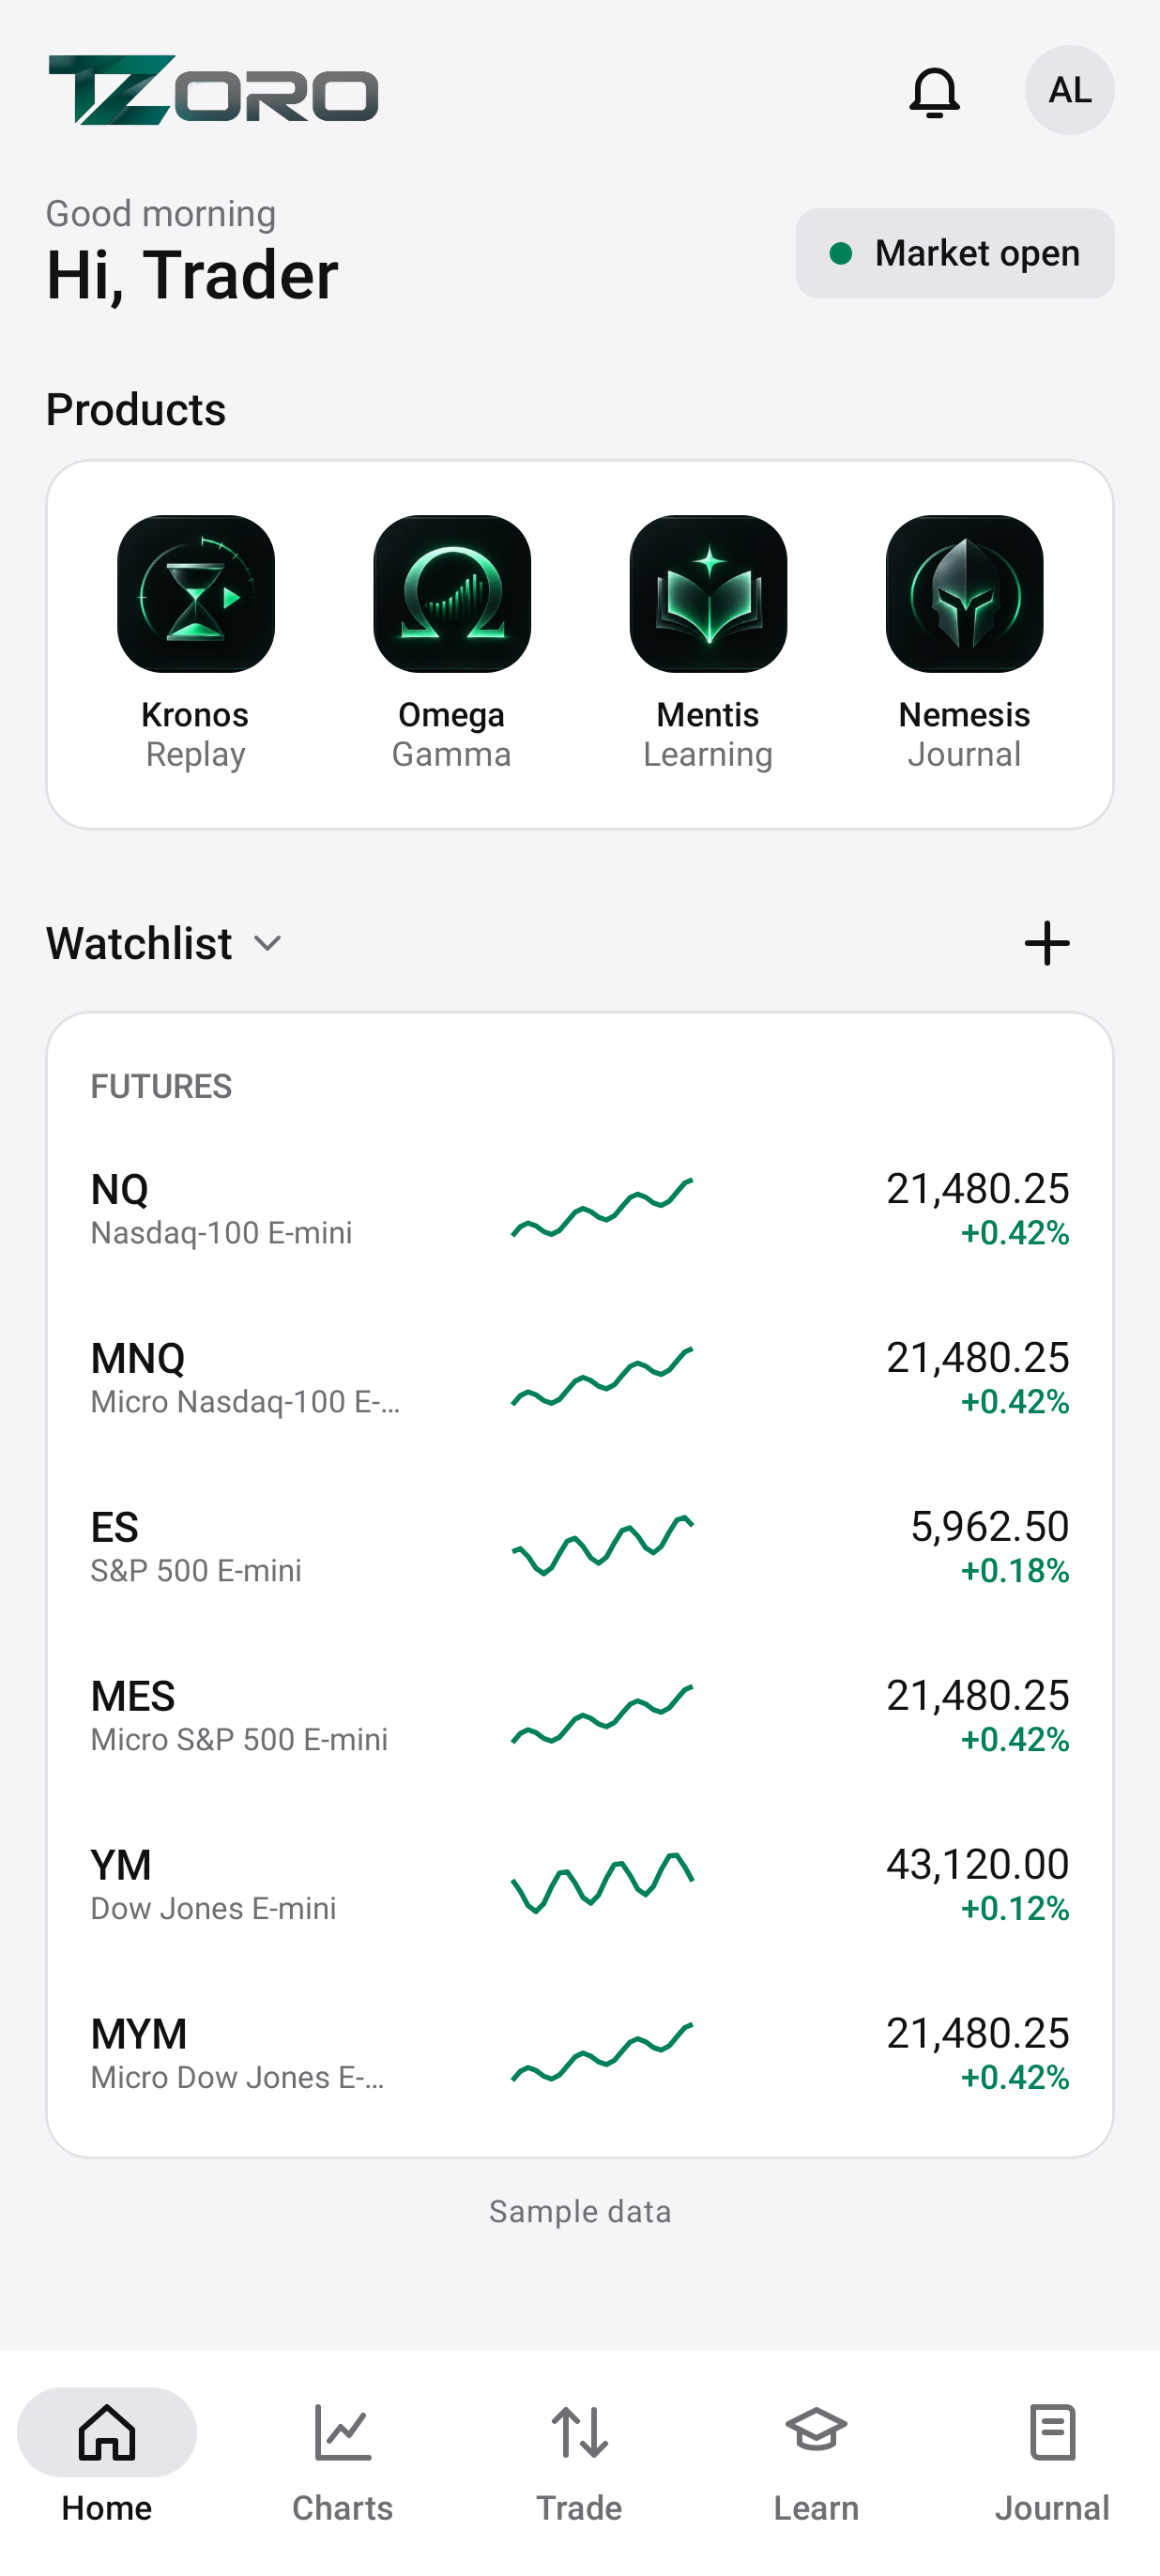 TZORO
AL
Good morning
Hi, Trader
Market open
Products
Kronos
Replay
Omega
Gamma
Mentis
Learning
Nemesis
Journal
Watchlist
FUTURES
NQ
21,480.25
Nasdaq-100 E-mini
+0.42%
MNQ
21,480.25
Micro Nasdaq-100 E-...
+0.42%
ES
5,962.50
S&P 500 E-mini
+0.18%
MES
21,480.25
Micro S&P 500 E-mini
+0.42%
YM
43,120.00
Dow Jones E-mini
+0.12%
MYM
21,480.25
Micro Dow Jones E-...
+0.42%
Sample data
Home
Charts
Trade
Learn
Journal